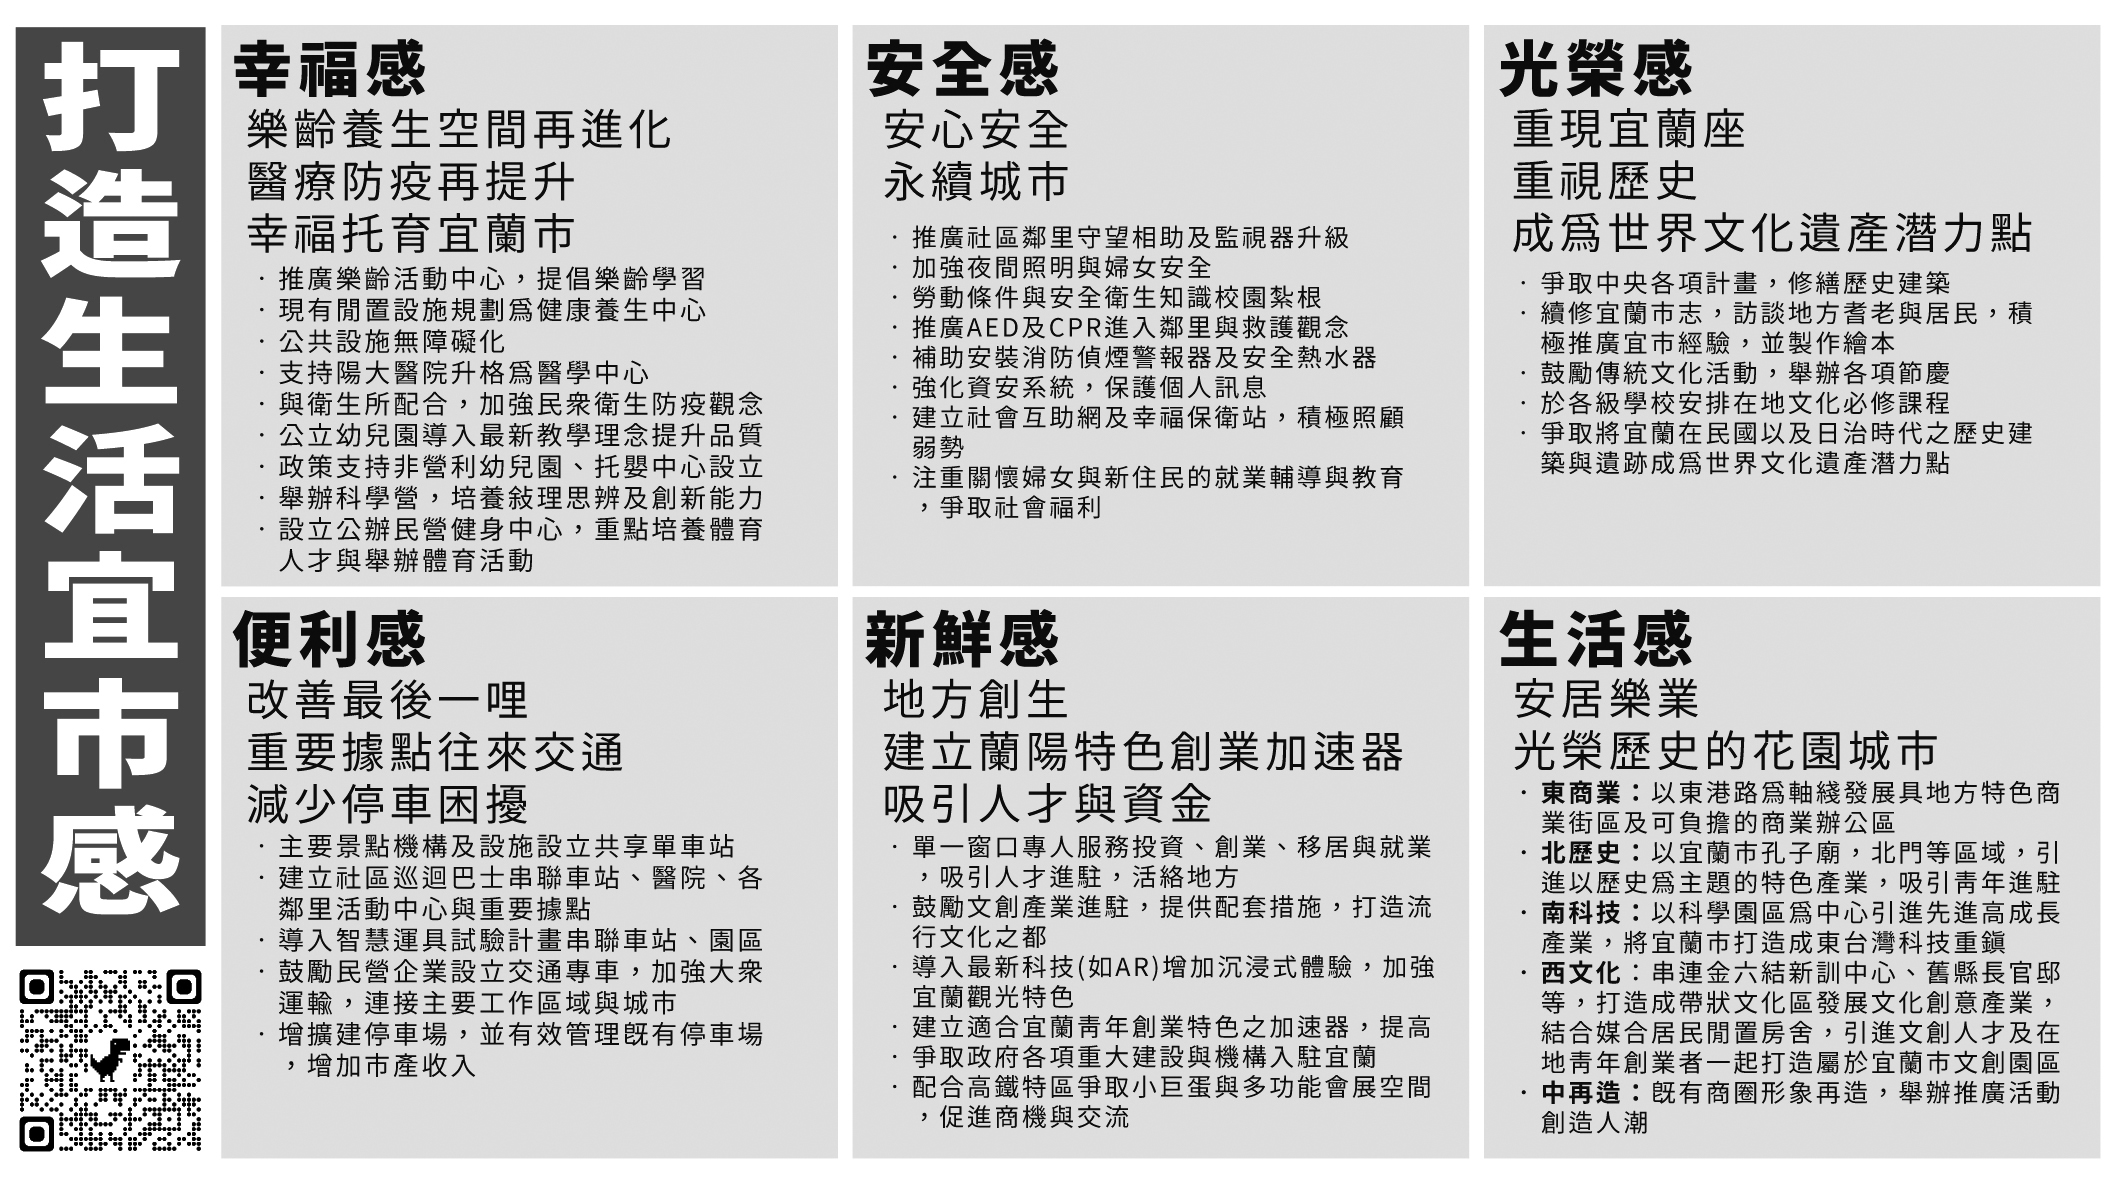 打造生活宜市感
幸福感
樂齡養生空間再進化
醫療防疫再提升
幸福托育宜蘭市
· 推廣樂齡活動中心，提倡樂齡學習
· 現有閒置設施規劃爲健康養生中心
· 公共設施無障礙化
· 支持陽大醫院升格爲醫學中心
· 與衛生所配合，加強民衆衛生防疫觀念
· 公立幼兒園導入最新教學理念提升品質
· 政策支持非營利幼兒園、托嬰中心設立
· 舉辦科學營，培養敍理思辨及創新能力
· 設立公辦民營健身中心，重點培養體育
人才與舉辦體育活動
安全感
安心安全
永續城市
· 推廣社區鄰里守望相助及監視器升級
· 加強夜間照明與婦女安全
· 勞動條件與安全衛生知識校園紮根
· 推廣AED及CPR進入鄰里與救護觀念
· 補助安裝消防偵煙警報器及安全熱水器
· 強化資安系統，保護個人訊息
· 建立社會互助網及幸福保衛站，積極照顧
弱勢
· 注重關懷婦女與新住民的就業輔導與教育
，爭取社會福利
光榮感
重現宜蘭座
重視歷史
成爲世界文化遺產潛力點
· 爭取中央各項計畫，修繕歷史建築
· 續修宜蘭市志，訪談地方耆老與居民，積
極推廣宜市經驗，並製作繪本
· 鼓勵傳統文化活動，舉辦各項節慶
· 於各級學校安排在地文化必修課程
· 爭取將宜蘭在民國以及日治時代之歷史建
築與遺跡成爲世界文化遺產潛力點
便利感
改善最後一哩
重要據點往來交通
減少停車困擾
· 主要景點機構及設施設立共享單車站
· 建立社區巡迴巴士串聯車站、醫院、各
鄰里活動中心與重要據點
· 導入智慧運具試驗計畫串聯車站、園區
· 鼓勵民營企業設立交通專車，加強大衆
運輸，連接主要工作區域與城市
· 增擴建停車場，並有效管理旣有停車場
，增加市產收入
新鮮感
地方創生
建立蘭陽特色創業加速器
吸引人才與資金
· 單一窗口專人服務投資、創業、移居與就業
，吸引人才進駐，活絡地方
· 鼓勵文創產業進駐，提供配套措施，打造流
行文化之都
· 導入最新科技(如AR)增加沉浸式體驗，加強
宜蘭觀光特色
· 建立適合宜蘭靑年創業特色之加速器，提高
· 爭取政府各項重大建設與機構入駐宜蘭
· 配合高鐵特區爭取小巨蛋與多功能會展空間
，促進商機與交流
生活感
安居樂業
光榮歷史的花園城市
· 東商業：以東港路爲軸綫發展具地方特色商
業街區及可負擔的商業辦公區
· 北歷史：以宜蘭市孔子廟，北門等區域，引
進以歷史爲主題的特色產業，吸引靑年進駐
· 南科技：以科學園區爲中心引進先進高成長
產業，將宜蘭市打造成東台灣科技重鎭
· 西文化：串連金六結新訓中心、舊縣長官邸
等，打造成帶狀文化區發展文化創意產業，
結合媒合居民閒置房舍，引進文創人才及在
地靑年創業者一起打造屬於宜蘭市文創園區
· 中再造：旣有商圈形象再造，舉辦推廣活動
創造人潮